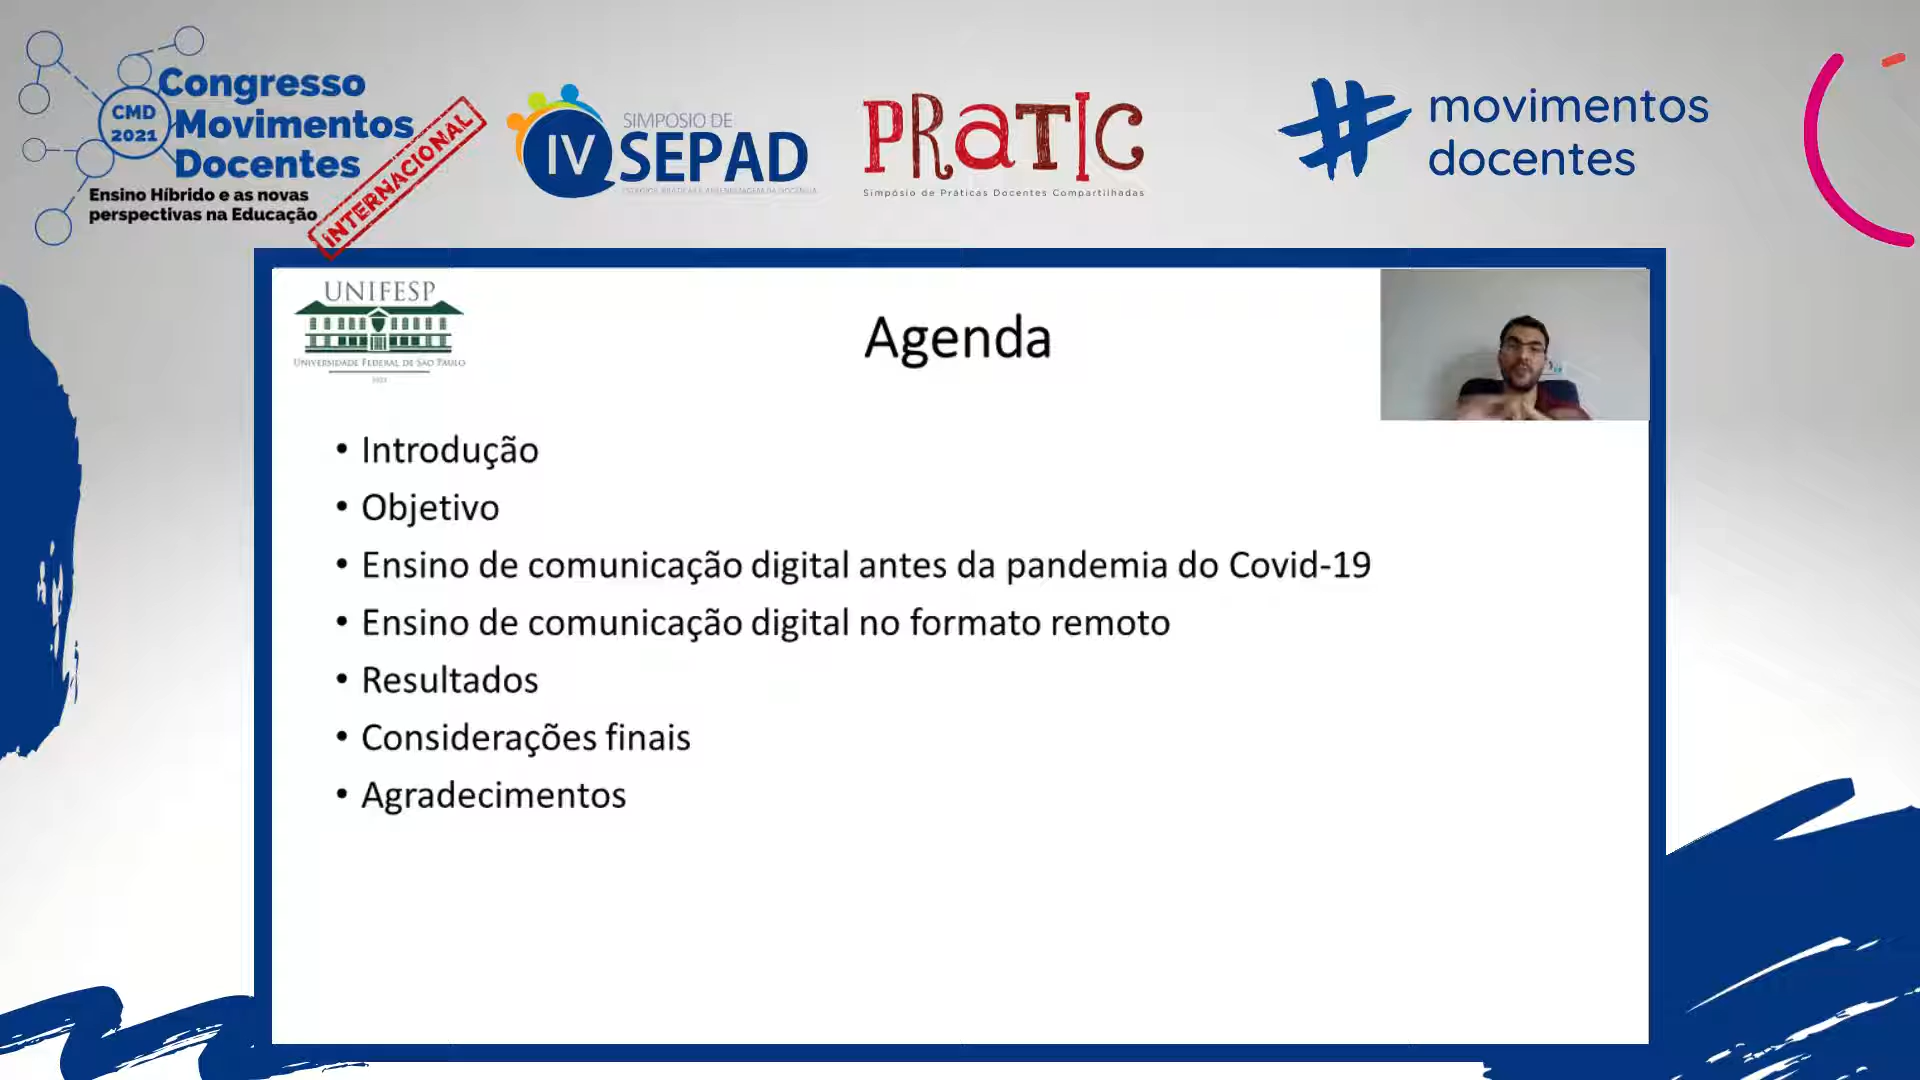 Congresso
CMD
2021
Movimentos
Docentes
Ensino Híbrido e as novas
perspectivas na Educação
INTERNACIONAL
SIMPÓSIO DE
IV SEPAD
PRATIC
Simpósio de Práticas Docentes Compartilhadas
# movimentos
docentes
UNIFESP
UNIVERSIDADE FEDERAL DE SÃO PAULO
Agenda
• Introdução
• Objetivo
• Ensino de comunicação digital antes da pandemia do Covid-19
• Ensino de comunicação digital no formato remoto
• Resultados
• Considerações finais
• Agradecimentos